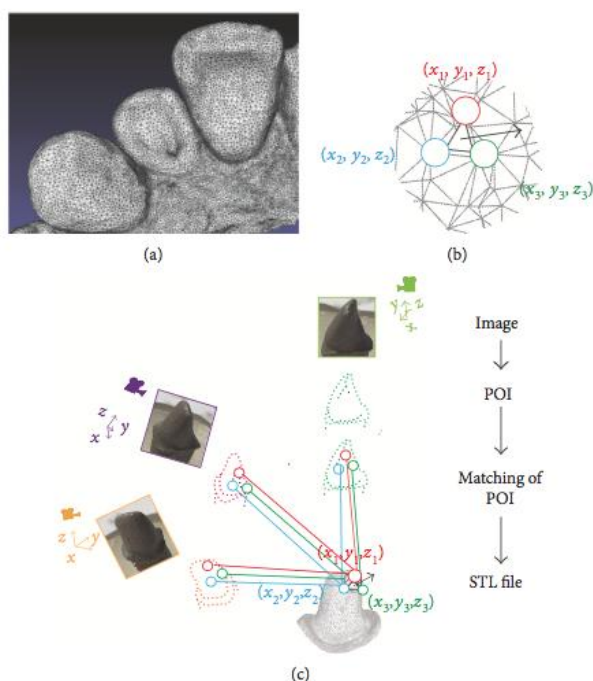 (x₁, y₁, z₁)
(x₂, y₂, z₂)
(x₃, y₃, z₃)
(a)
(b)
y z
x
Image
z
x y
POI
Matching of
POI
z y
x
(x₁,y₁,z₁)
(x₂,y₂,z₂)
(x₃,y₃,z₃)
STL file
(c)